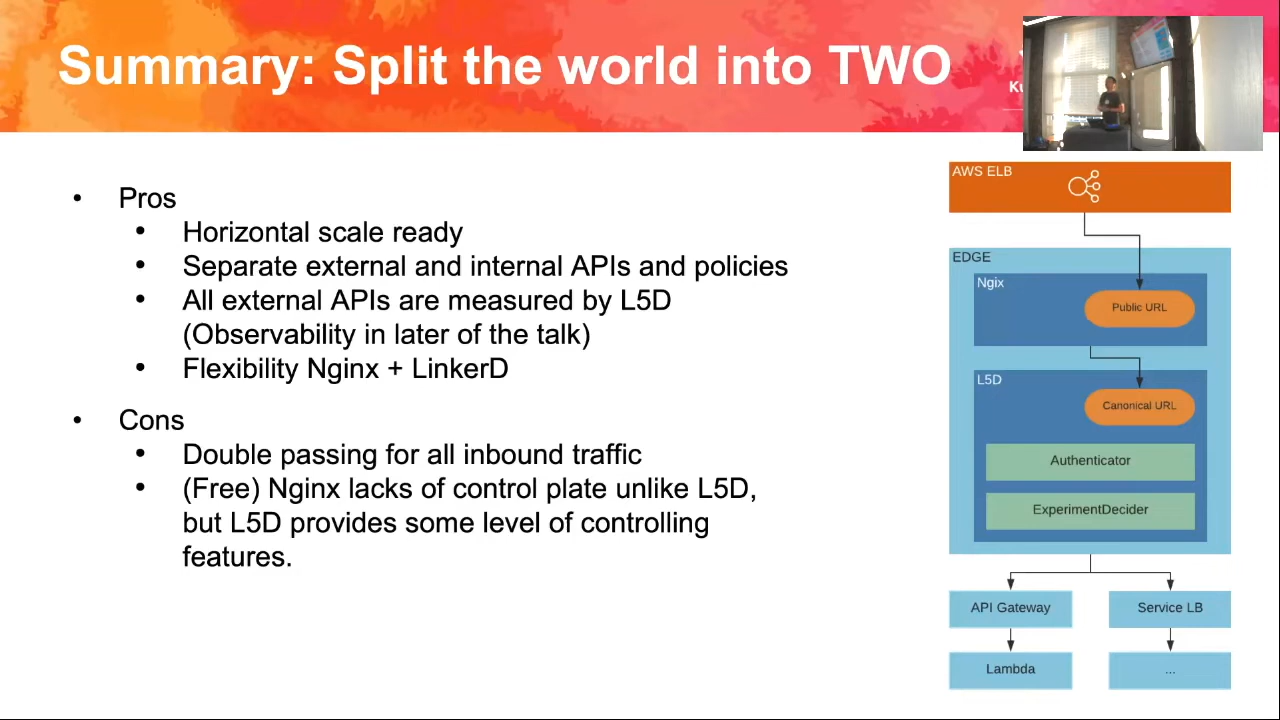 Summary: Split the world into TWO
• Pros
• Horizontal scale ready
• Separate external and internal APIs and policies
• All external APIs are measured by L5D
(Observability in later of the talk)
• Flexibility Nginx + LinkerD
• Cons
• Double passing for all inbound traffic
• (Free) Nginx lacks of control plate unlike L5D,
but L5D provides some level of controlling
features.
AWS ELB
EDGE
Ngix
Public URL
L5D
Canonical URL
Authenticator
ExperimentDecider
API Gateway
Service LB
Lambda
...